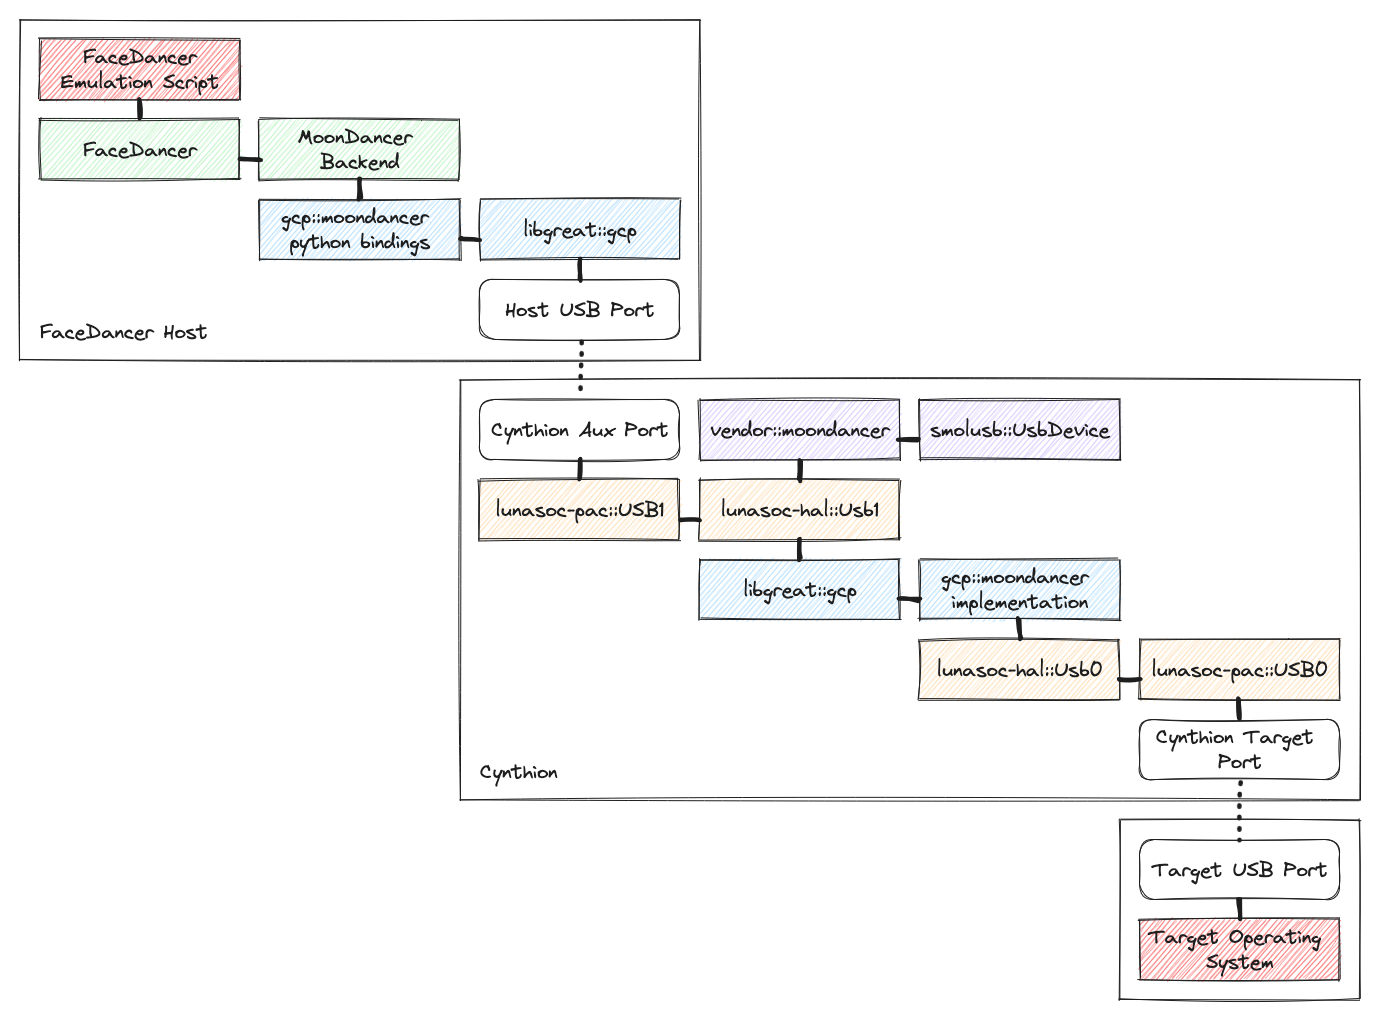 FaceDancer
Emulation Script
FaceDancer
MoonDancer
Backend
gcp::moondancer
python bindings
libgreat::gcp
Host USB Port
FaceDancer Host
Cynthion Aux Port
vendor::moondancer
smolusb::UsbDevice
lunasoc-pac::USB1
lunasoc-hal::Usb1
libgreat::gcp
gcp::moondancer
implementation
lunasoc-hal::Usb0
lunasoc-pac::USB0
Cynthion Target
Port
Cynthion
Target USB Port
Target Operating
System